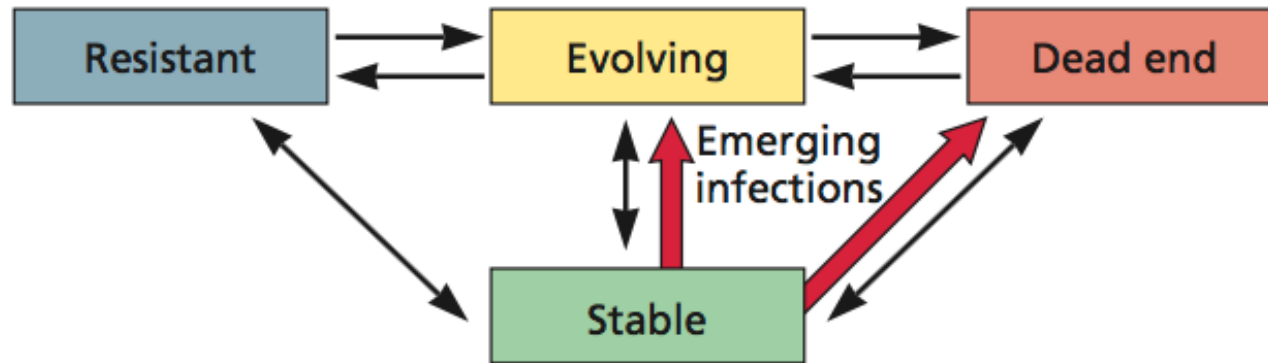 Resistant
Evolving
Dead end
Emerging
infections
Stable